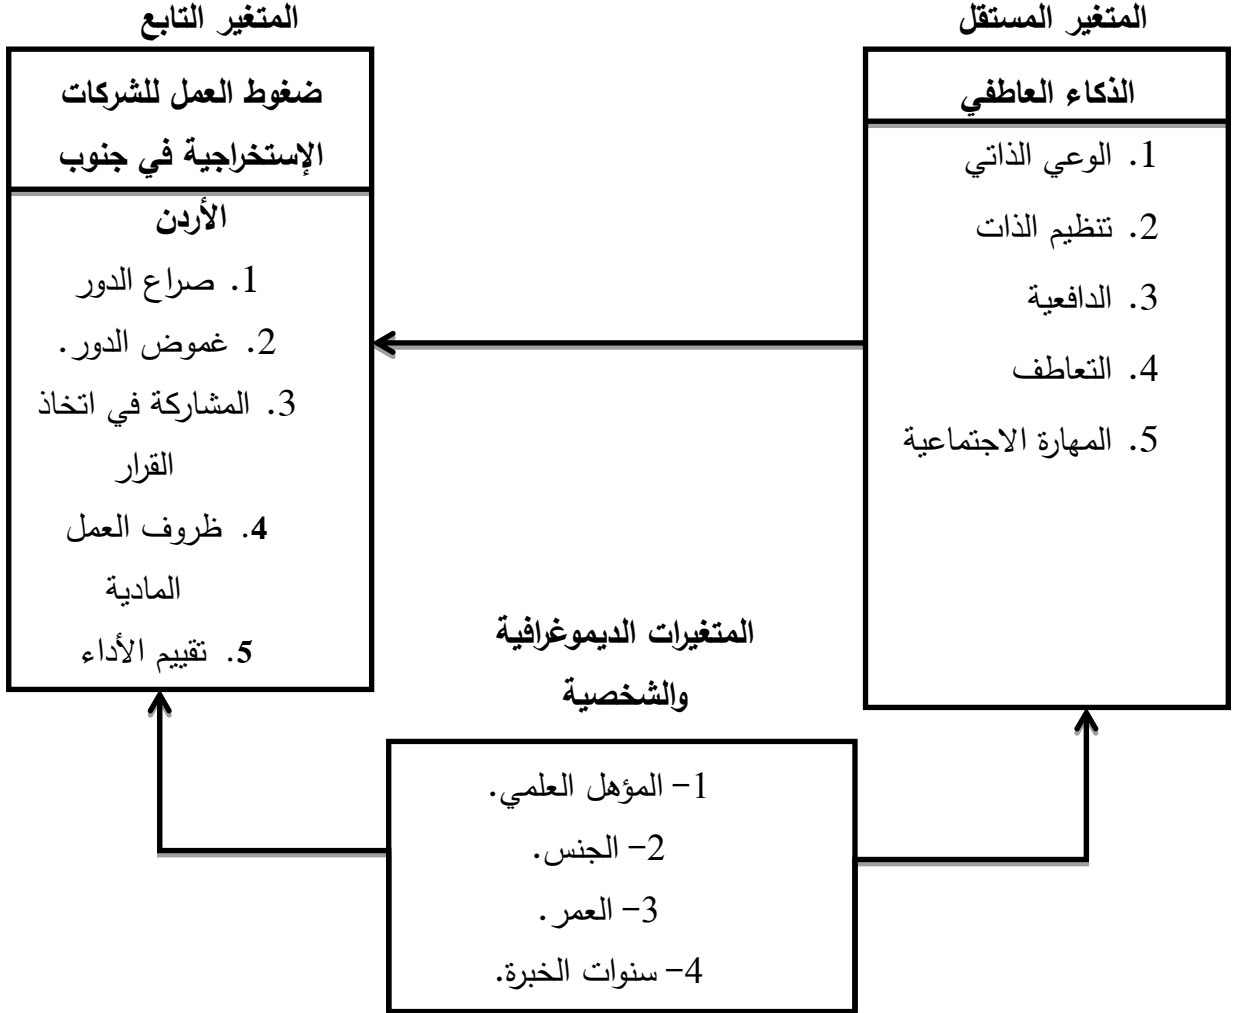 المتغير المستقل
الذكاء العاطفي
1. الوعي الذاتي
2. تنظيم الذات
3. الدافعية
4. التعاطف
5. المهارة الاجتماعية
المتغير التابع
ضغوط العمل للشركات
الإستخراجية في جنوب
الأردن
1. صراع الدور
2. غموض الدور.
3. المشاركة في اتخاذ
القرار
4. ظروف العمل
المادية
5. تقييم الأداء
المتغيرات الديموغرافية
والشخصية
1- المؤهل العلمي.
2- الجنس.
3- العمر.
4- سنوات الخبرة.